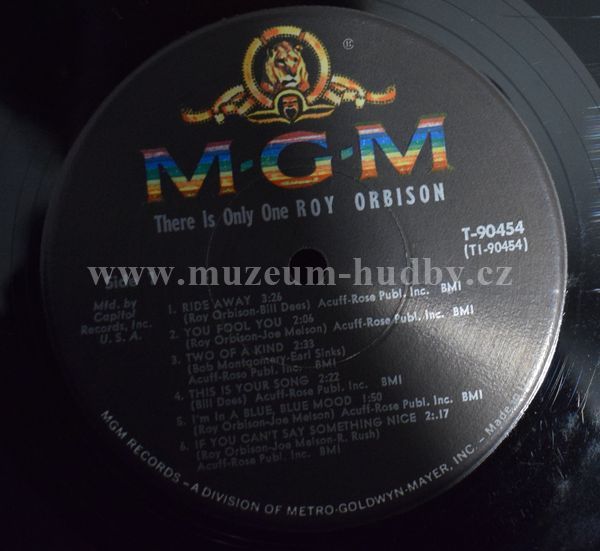 M-G-M
There Is Only One ROY ORBISON
T-90454
(T1-90454)
www.muzeum-hudby.cz
Side 1
Mfd. by
Capitol
Records, Inc.
U. S. A.
1. RIDE AWAY 3:26
(Roy Orbison-Bill Dees) Acuff-Rose Publ. Inc. BMI
2. YOU FOOL YOU 2:06
(Roy Orbison-Joe Melson) Acuff-Rose Publ. Inc. BMI
3. TWO OF A KIND 2:33
(Bob Montgomery-Earl Sinks)
Acuff-Rose Publ. Inc. BMI
4. THIS IS YOUR SONG 2:22
(Bill Dees) Acuff-Rose Publ. Inc. BMI
5. I'm In A BLUE, BLUE MOOD 1:50
(Roy Orbison-Joe Melson) Acuff-Rose Publ. Inc. BMI
6. IF YOU CAN'T SAY SOMETHING NICE 2:17
(Roy Orbison-Joe Melson-R. Rush)
Acuff-Rose Publ. Inc. BMI
MGM RECORDS - A DIVISION OF METRO-GOLDWYN-MAYER, INC. - Made in